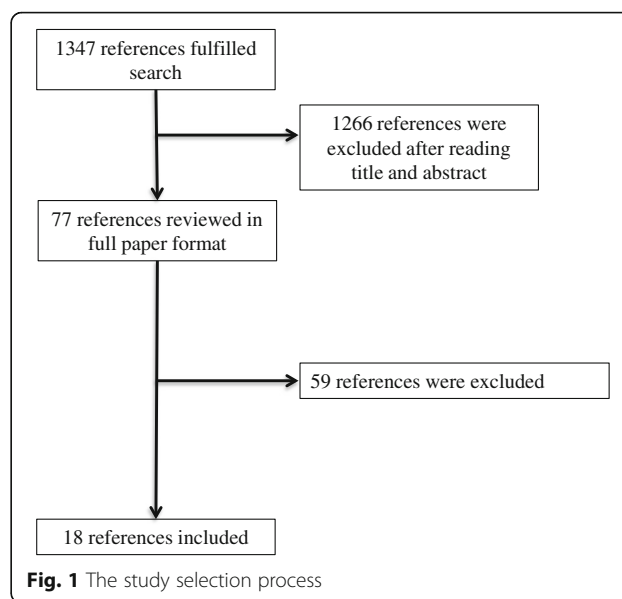 1347 references fulfilled
search
1266 references were
excluded after reading
title and abstract
77 references reviewed in
full paper format
59 references were excluded
18 references included
Fig. 1 The study selection process